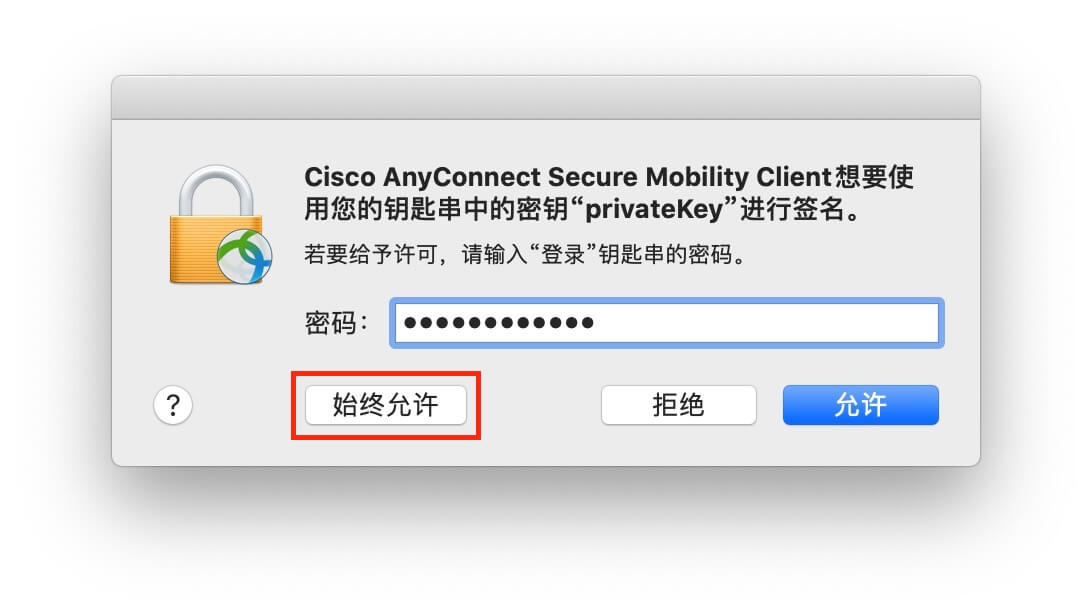 Cisco AnyConnect Secure Mobility Client想要使
用您的钥匙串中的密钥“privateKey”进行签名。
若要给予许可，请输入“登录”钥匙串的密码。
密码： ●●●●●●●●●●●●
? 始终允许 拒绝 允许